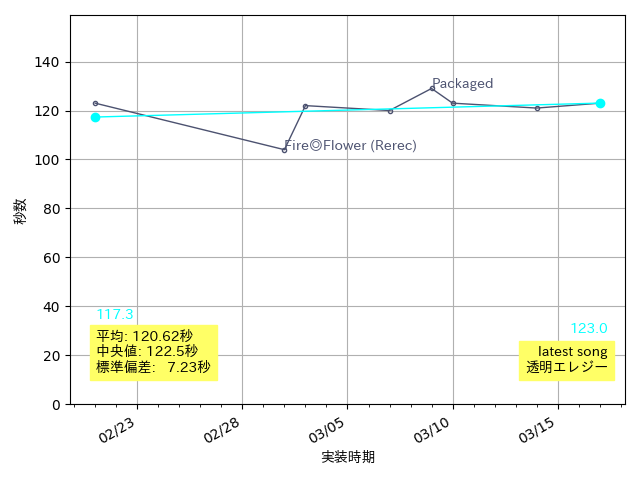 140
120
100
80
60
40
20
0
秒数
Packaged
Fire◎Flower (Rerec)
117.3
平均: 120.62秒
中央値: 122.5秒
標準偏差:  7.23秒
123.0
latest song
透明エレジー
02/23
02/28
03/05
03/10
03/15
実装時期